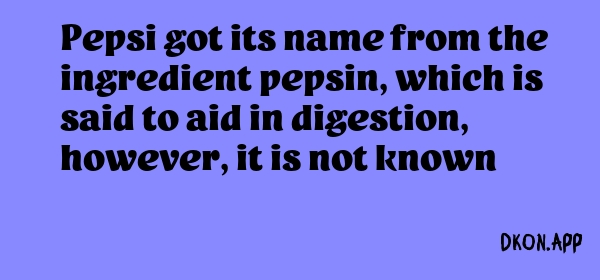 Pepsi got its name from the
ingredient pepsin, which is
said to aid in digestion,
however, it is not known
DKON.APP